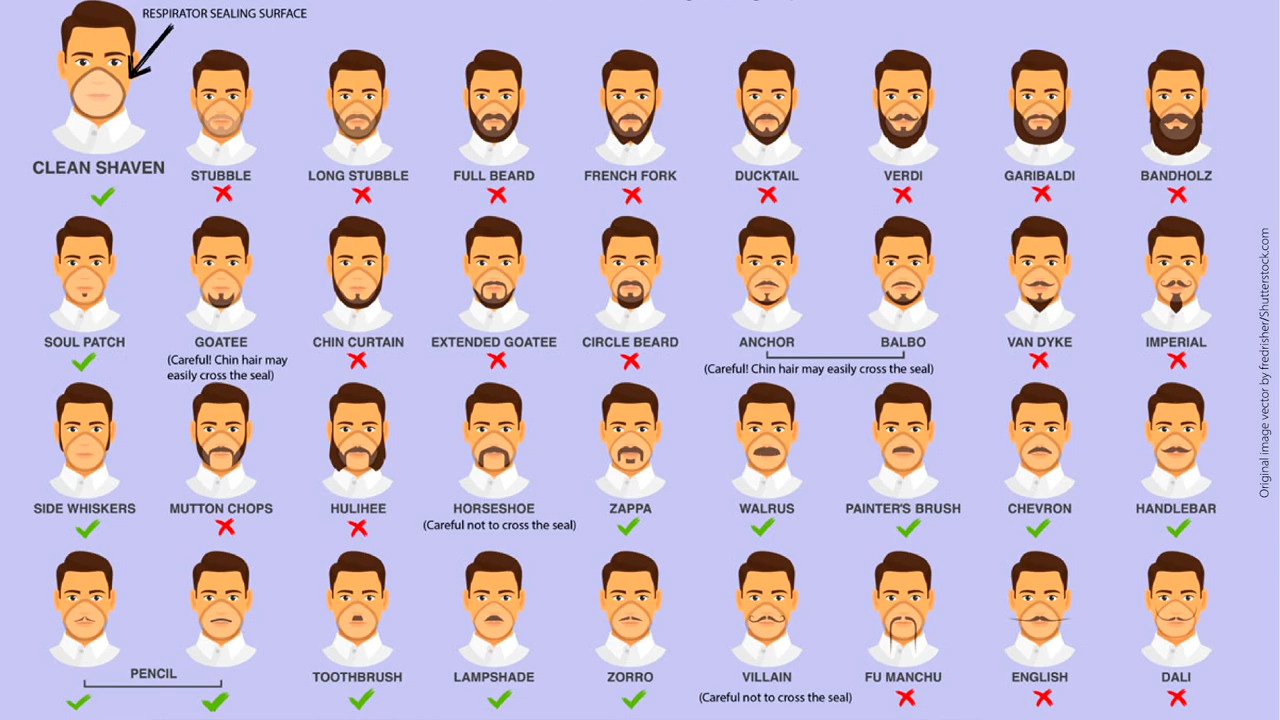 RESPIRATOR SEALING SURFACE
CLEAN SHAVEN
STUBBLE
LONG STUBBLE
FULL BEARD
FRENCH FORK
DUCKTAIL
VERDI
GARIBALDI
BANDHOLZ
SOUL PATCH
GOATEE
(Careful! Chin hair may
easily cross the seal)
CHIN CURTAIN
EXTENDED GOATEE
CIRCLE BEARD
ANCHOR
BALBO
(Careful! Chin hair may easily cross the seal)
VAN DYKE
IMPERIAL
SIDE WHISKERS
MUTTON CHOPS
HULIHEE
HORSESHOE
(Careful not to cross the seal)
ZAPPA
WALRUS
PAINTER'S BRUSH
CHEVRON
HANDLEBAR
PENCIL
TOOTHBRUSH
LAMPSHADE
ZORRO
VILLAIN
(Careful not to cross the seal)
FU MANCHU
ENGLISH
DALI
Original image vector by fredrisher/Shutterstock.com